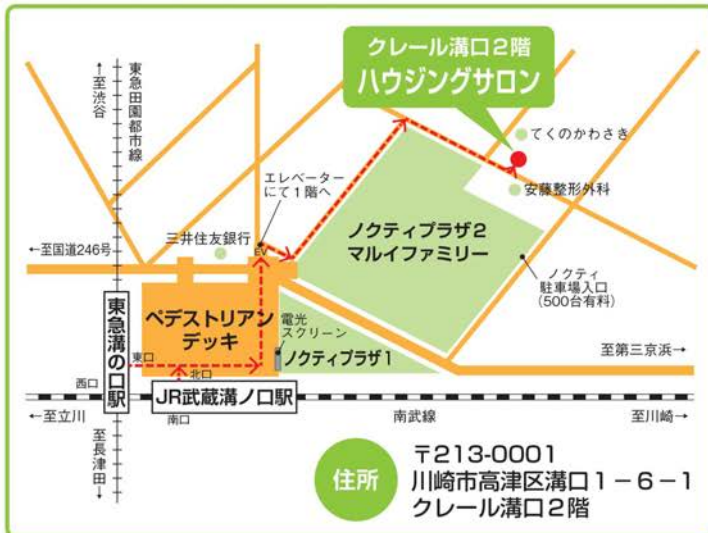 クレール溝口2階
ハウジングサロン
←至渋谷
東急田園都市線
てくのかわさき
エレベーター
にて1階へ
安藤整形外科
三井住友銀行
EV
ノクティプラザ2
マルイファミリー
←至国道246号
ノクティ
駐車場入口
(500台有料)
ペデストリアン
デッキ
電光
スクリーン
ノクティプラザ1
東急溝の口駅
東口
北口
至第三京浜→
西口
JR武蔵溝ノ口駅
←至立川
南口
南武線
至川崎→
至長津田→
住所
〒213-0001
川崎市高津区溝口1-6-1
クレール溝口2階